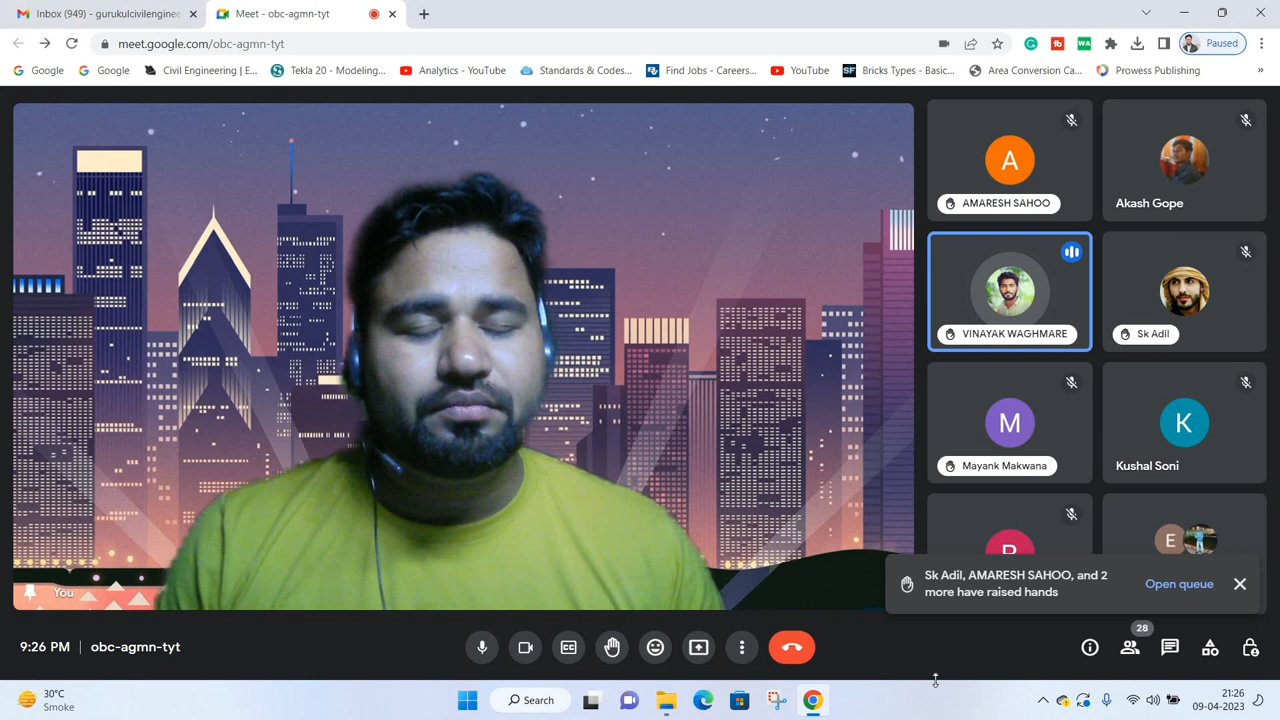 Inbox (949) - gurukulcivilenginee
Meet - obc-agmn-tyt
meet.google.com/obc-agmn-tyt
Paused
Google
Google
Civil Engineering | E...
Tekla 20 - Modeling...
Analytics - YouTube
Standards & Codes...
Find Jobs - Careers...
YouTube
Bricks Types - Basic...
Area Conversion Ca...
Prowess Publishing
»
A
AMARESH SAHOO
Akash Gope
VINAYAK WAGHMARE
Sk Adil
M
Mayank Makwana
K
Kushal Soni
E
Sk Adil, AMARESH SAHOO, and 2
more have raised hands
Open queue
You
9:26 PM
obc-agmn-tyt
28
30°C
Smoke
Search
21:26
09-04-2023